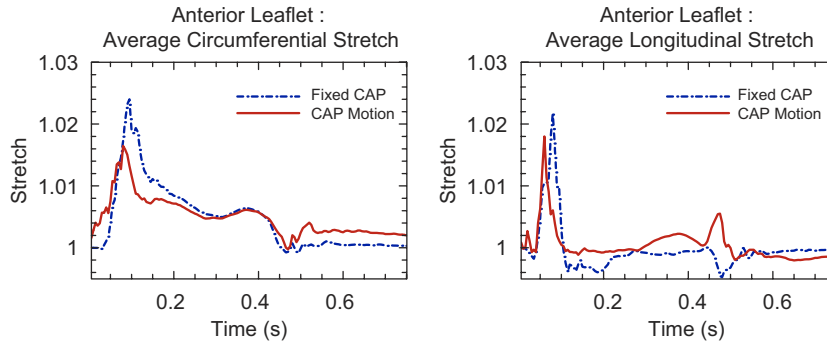 Anterior Leaflet :
Average Circumferential Stretch
1.03
1.02
1.01
1
Stretch
Fixed CAP
CAP Motion
0.2
0.4
0.6
Time (s)
Anterior Leaflet :
Average Longitudinal Stretch
1.03
1.02
1.01
1
Stretch
Fixed CAP
CAP Motion
0.2
0.4
0.6
Time (s)